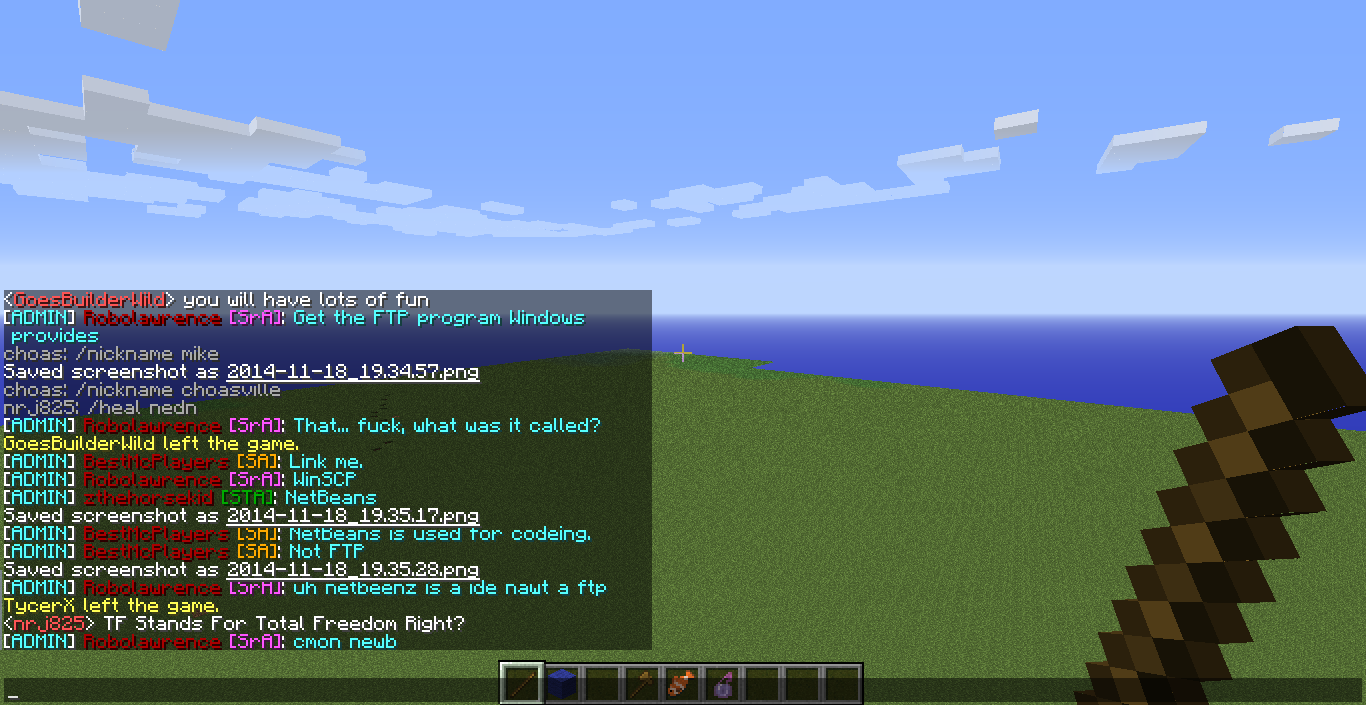 <GoesBuilderWild> you will have lots of fun
[ADMIN] Robolawrence [SrA]: Get the FTP program Windows
provides
choas: /nickname mike
Saved screenshot as 2014-11-18_19.34.57.png
choas: /nickname choasville
nrj825: /heal nedn
[ADMIN] Robolawrence [SrA]: That... fuck, what was it called?
GoesBuilderWild left the game.
[ADMIN] BestMcPlayers [SA]: Link me.
[ADMIN] Robolawrence [SrA]: WinSCP
[ADMIN] zthehorsekid [STA]: NetBeans
Saved screenshot as 2014-11-18_19.35.17.png
[ADMIN] BestMcPlayers [SA]: NetBeans is used for codeing.
[ADMIN] BestMcPlayers [SA]: Not FTP
Saved screenshot as 2014-11-18_19.35.28.png
[ADMIN] Robolawrence [SrA]: uh netbeenz is a ide nawt a ftp
TycerX left the game.
<nrj825> TF Stands For Total Freedom Right?
[ADMIN] Robolawrence [SrA]: cmon newb
_